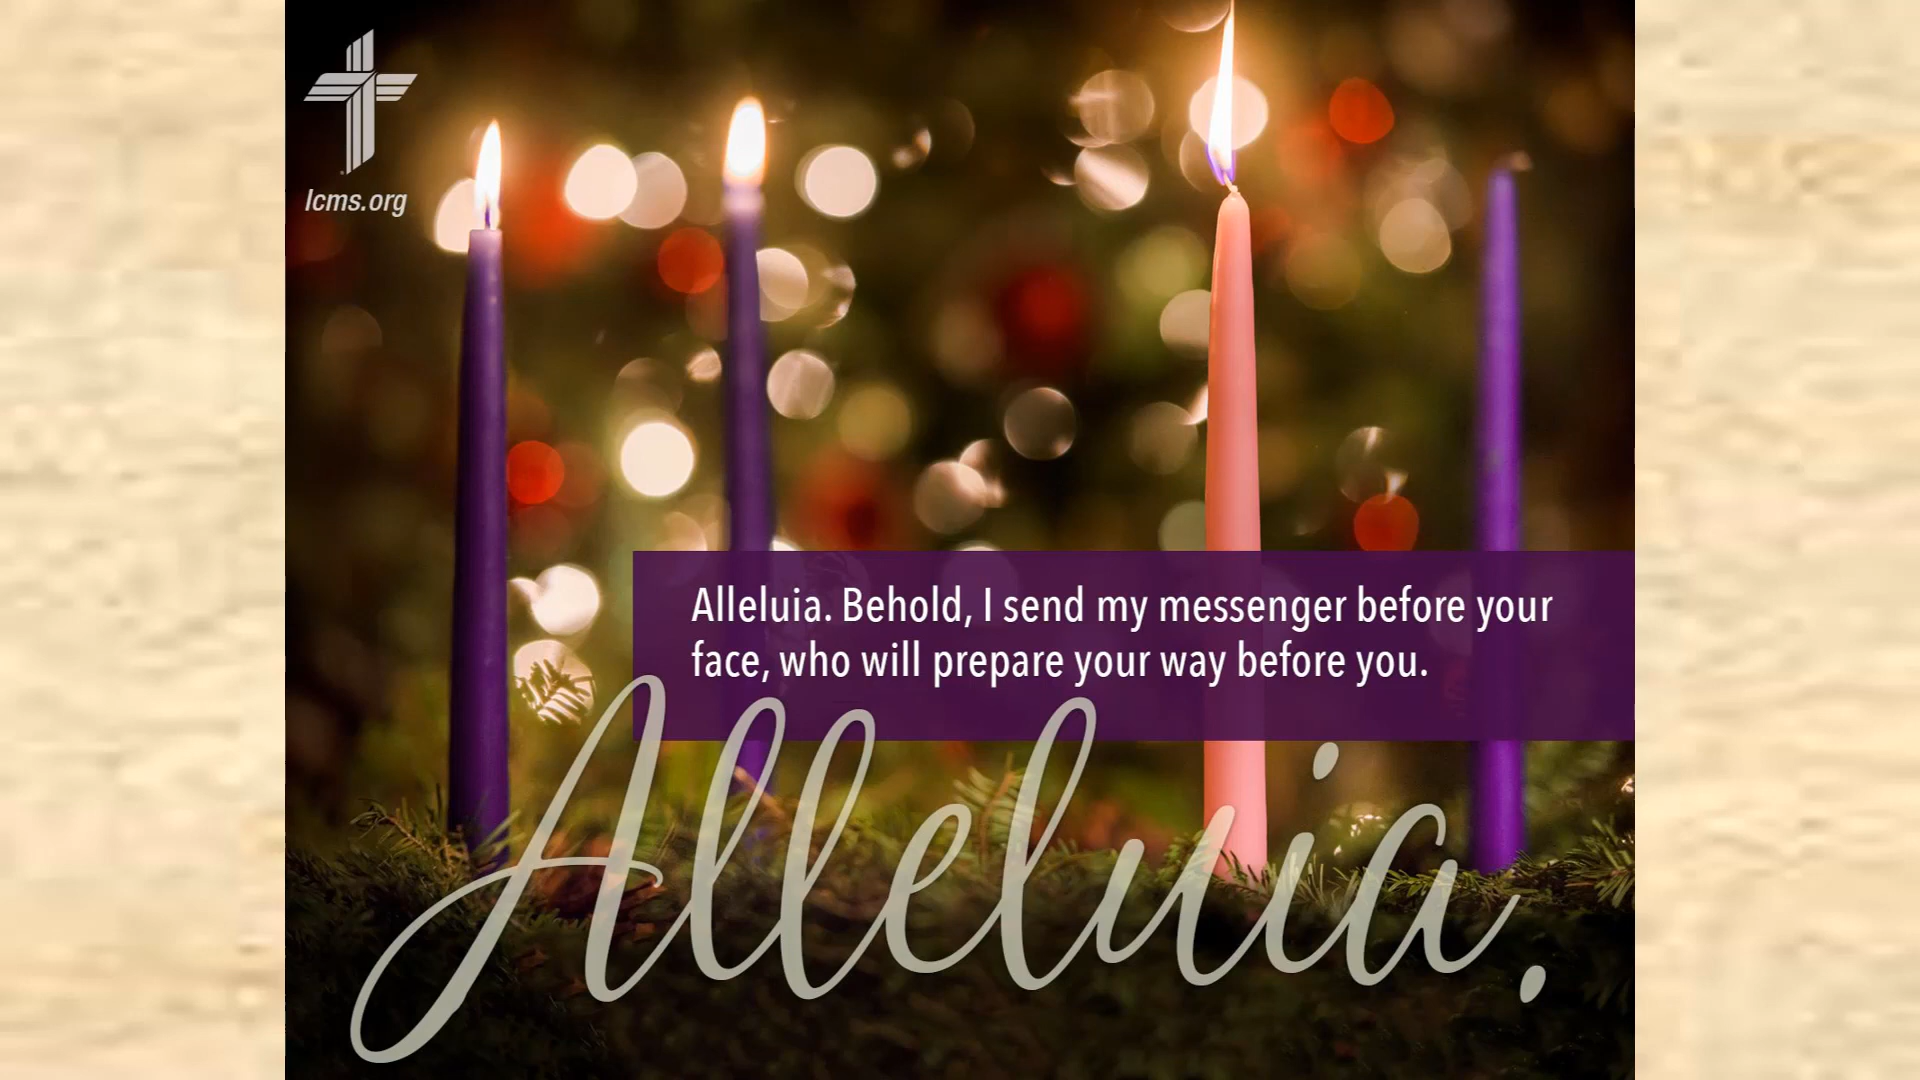 lcms.org
Alleluia. Behold, I send my messenger before your
face, who will prepare your way before you.
Alleluia.